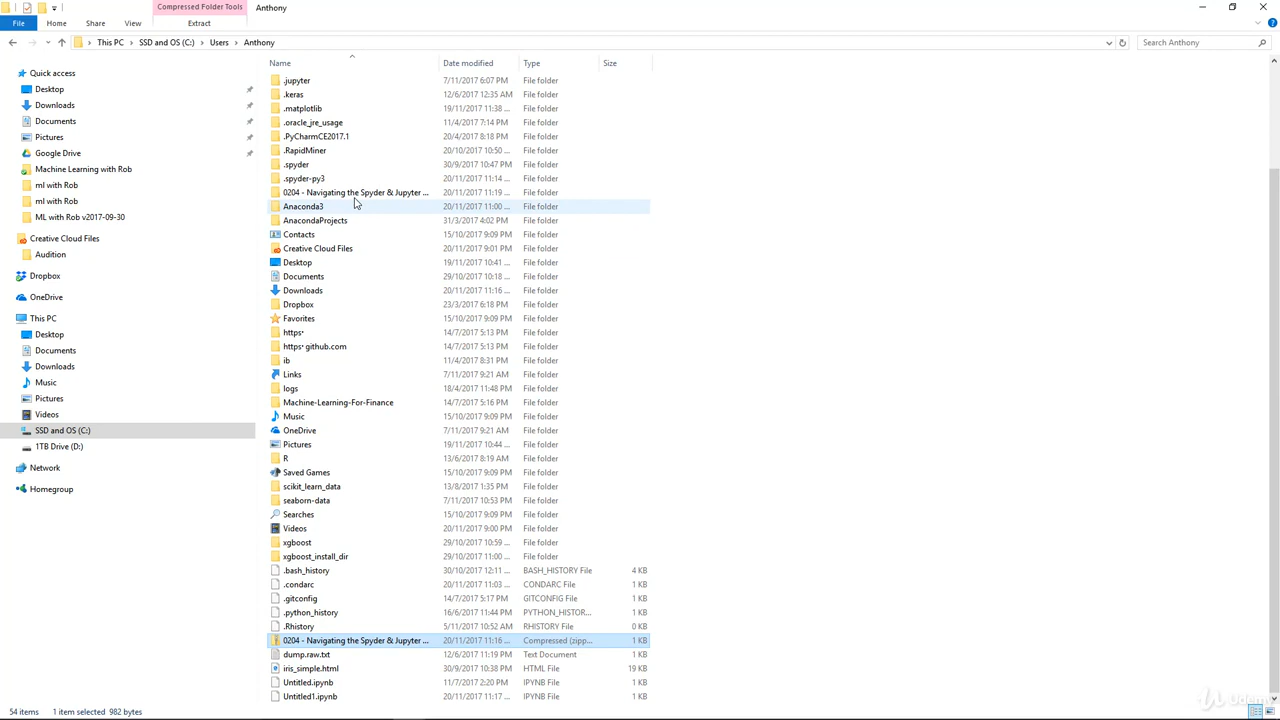 Compressed Folder Tools
Anthony
File
Home
Share
View
Extract
This PC
SSD and OS (C:)
Users
Anthony
Search Anthony
Quick access
Desktop
Downloads
Documents
Pictures
Google Drive
Machine Learning with Rob
ml with Rob
ml with Rob
ML with Rob v2017-09-30
Creative Cloud Files
Audition
Dropbox
OneDrive
This PC
Desktop
Documents
Downloads
Music
Pictures
Videos
SSD and OS (C:)
1TB Drive (D:)
Network
Homegroup
Name Date modified Type Size
.jupyter 7/11/2017 6:07 PM File folder
.keras 12/6/2017 12:35 AM File folder
.matplotlib 19/11/2017 11:38 ... File folder
.oracle_jre_usage 11/4/2017 7:14 PM File folder
.PyCharmCE2017.1 20/4/2017 8:18 PM File folder
.RapidMiner 20/10/2017 10:50 ... File folder
.spyder 30/9/2017 10:47 PM File folder
.spyder-py3 20/11/2017 11:14 ... File folder
0204 - Navigating the Spyder & Jupyter ... 20/11/2017 11:19 ... File folder
Anaconda3 20/11/2017 11:00 ... File folder
AnacondaProjects 31/3/2017 4:02 PM File folder
Contacts 15/10/2017 9:09 PM File folder
Creative Cloud Files 20/11/2017 9:01 PM File folder
Desktop 19/11/2017 10:41 ... File folder
Documents 29/10/2017 10:18 ... File folder
Downloads 20/11/2017 11:16 ... File folder
Dropbox 23/3/2017 6:18 PM File folder
Favorites 15/10/2017 9:09 PM File folder
https· 14/7/2017 5:13 PM File folder
https· github.com 14/7/2017 5:13 PM File folder
ib 11/4/2017 8:31 PM File folder
Links 7/11/2017 9:21 AM File folder
logs 18/4/2017 11:48 PM File folder
Machine-Learning-For-Finance 14/7/2017 5:16 PM File folder
Music 15/10/2017 9:09 PM File folder
OneDrive 7/11/2017 9:21 AM File folder
Pictures 19/11/2017 10:44 ... File folder
R 13/6/2017 8:19 AM File folder
Saved Games 15/10/2017 9:09 PM File folder
scikit_learn_data 13/8/2017 1:35 PM File folder
seaborn-data 7/11/2017 10:53 PM File folder
Searches 15/10/2017 9:09 PM File folder
Videos 20/11/2017 9:00 PM File folder
xgboost 29/10/2017 10:59 ... File folder
xgboost_install_dir 29/10/2017 11:00 ... File folder
.bash_history 30/10/2017 12:11 ... BASH_HISTORY File 4 KB
.condarc 20/11/2017 11:03 ... CONDARC File 1 KB
.gitconfig 14/7/2017 5:17 PM GITCONFIG File 1 KB
.python_history 16/6/2017 11:44 PM PYTHON_HISTOR... 1 KB
.Rhistory 5/11/2017 10:52 AM RHISTORY File 0 KB
0204 - Navigating the Spyder & Jupyter ... 20/11/2017 11:16 ... Compressed (zipp... 1 KB
dump.raw.txt 12/6/2017 11:19 PM Text Document 1 KB
iris_simple.html 30/9/2017 10:38 PM HTML File 19 KB
Untitled.ipynb 11/7/2017 2:20 PM IPYNB File 1 KB
Untitled1.ipynb 20/11/2017 11:17 ... IPYNB File 1 KB
54 items 1 item selected 982 bytes
Udemy